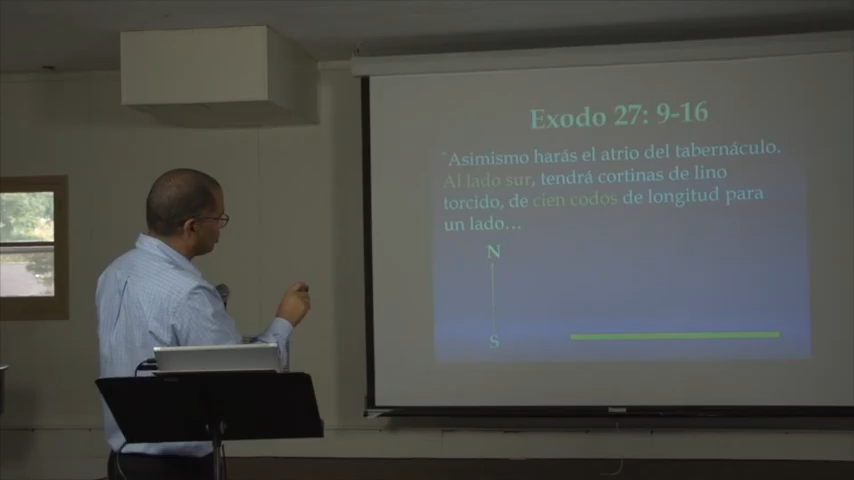 Exodo 27: 9-16
"Asimismo harás el atrio del tabernáculo.
Al lado sur, tendrá cortinas de lino
torcido, de cien codos de longitud para
un lado…
N
S